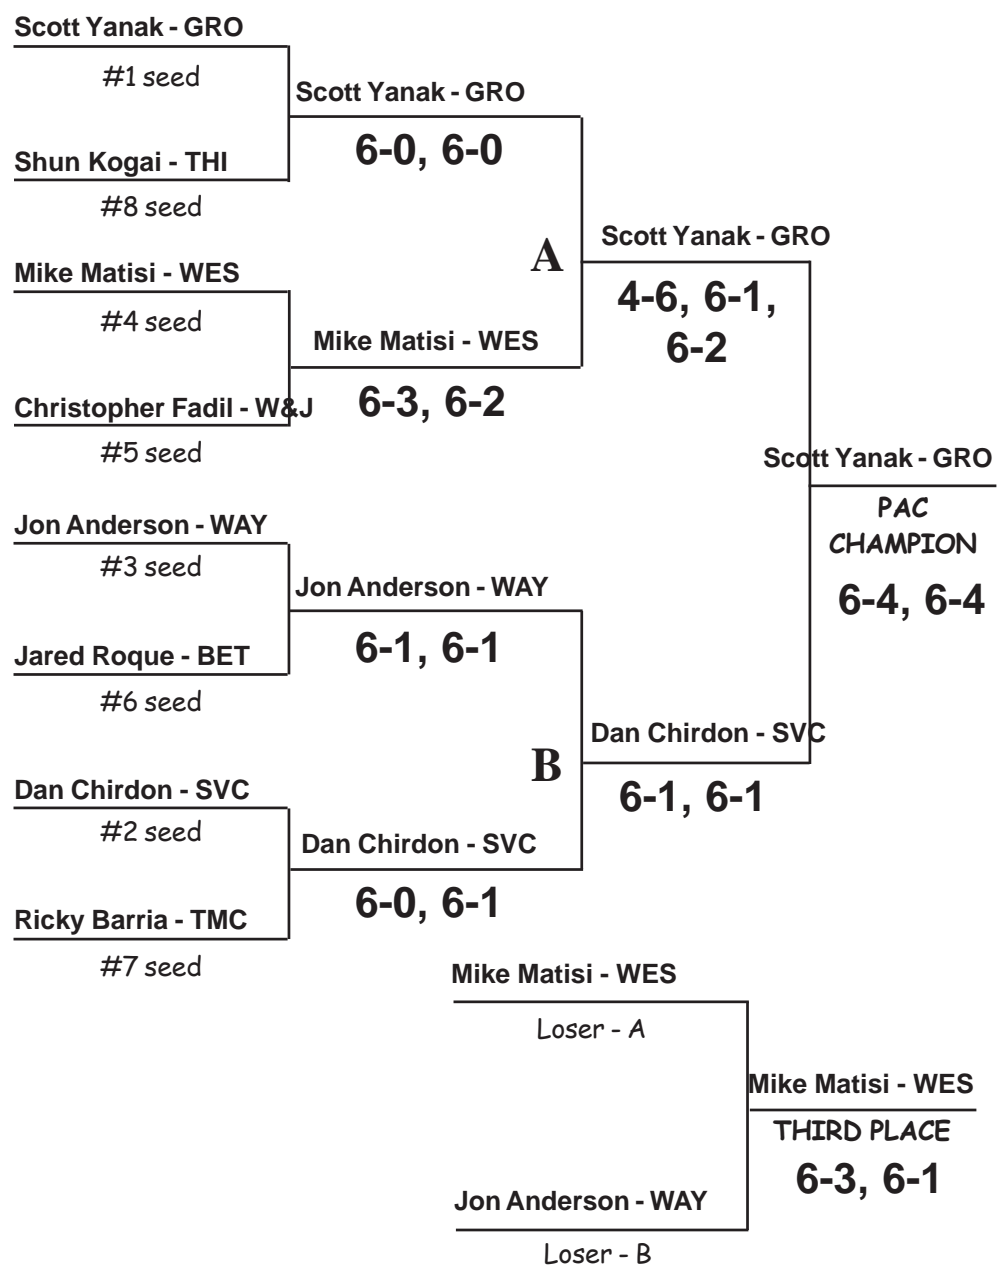 Scott Yanak - GRO
#1 seed
Scott Yanak - GRO
6-0, 6-0
Shun Kogai - THI
#8 seed
Scott Yanak - GRO
A
Mike Matisi - WES
4-6, 6-1,
6-2
#4 seed
Mike Matisi - WES
6-3, 6-2
Christopher Fadil - W&J
#5 seed
Scott Yanak - GRO
PAC
CHAMPION
6-4, 6-4
Jon Anderson - WAY
#3 seed
Jon Anderson - WAY
6-1, 6-1
Jared Roque - BET
#6 seed
Dan Chirdon - SVC
B
6-1, 6-1
Dan Chirdon - SVC
#2 seed
Dan Chirdon - SVC
6-0, 6-1
Ricky Barria - TMC
#7 seed
Mike Matisi - WES
Loser - A
Mike Matisi - WES
THIRD PLACE
6-3, 6-1
Jon Anderson - WAY
Loser - B